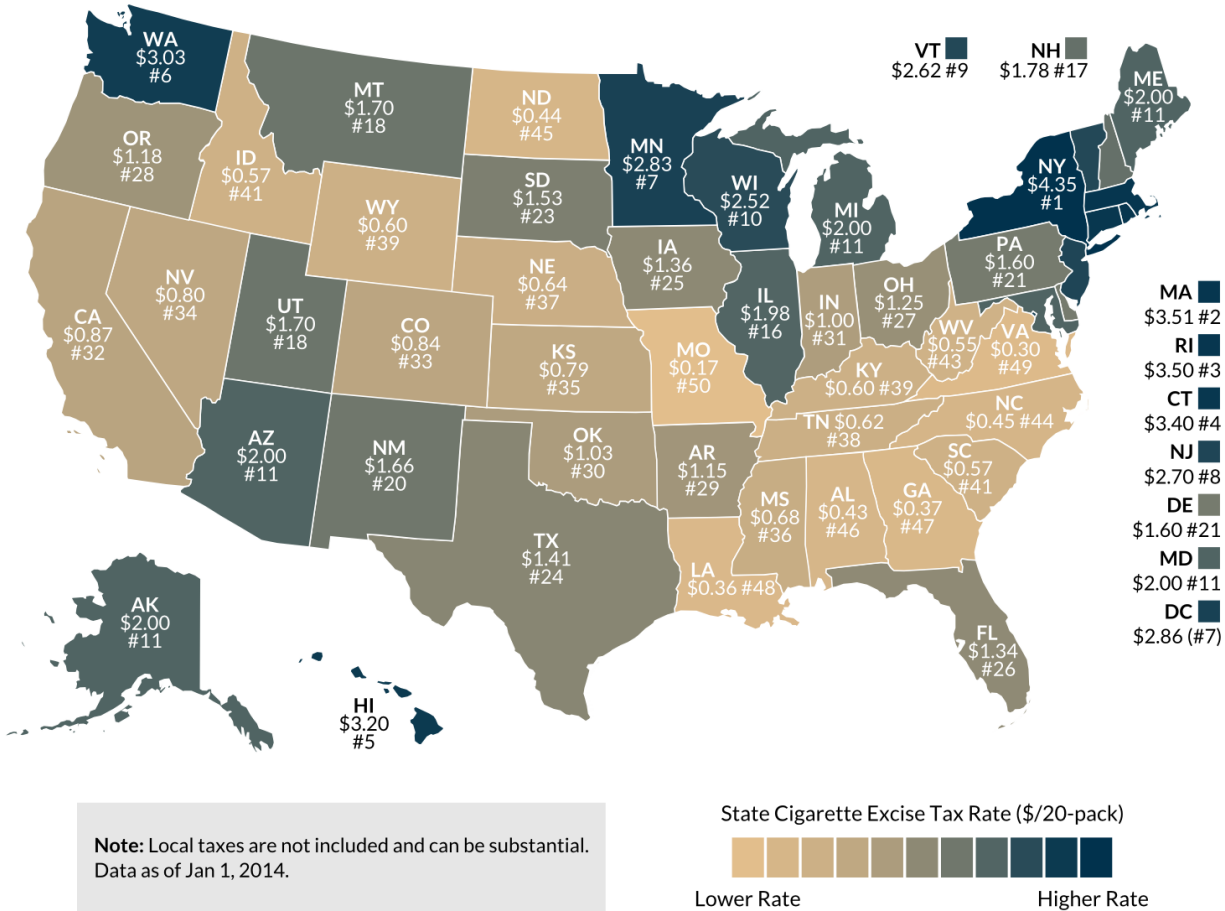 WA
$3.03
#6
VT
$2.62 #9
NH
$1.78 #17
MT
$1.70
#18
ND
$0.44
#45
ME
$2.00
#11
OR
$1.18
#28
ID
$0.57
#41
MN
$2.83
#7
WI
$2.52
#10
NY
$4.35
#1
SD
$1.53
#23
WY
$0.60
#39
MI
$2.00
#11
IA
$1.36
#25
PA
$1.60
#21
NE
$0.64
#37
NV
$0.80
#34
UT
$1.70
#18
IL
$1.98
#16
IN
$1.00
#31
OH
$1.25
#27
CA
$0.87
#32
CO
$0.84
#33
KS
$0.79
#35
MO
$0.17
#50
WV
$0.55
#43
VA
$0.30
#49
KY
$0.60 #39
MA
$3.51 #2
RI
$3.50 #3
CT
$3.40 #4
NJ
$2.70 #8
DE
$1.60 #21
MD
$2.00 #11
DC
$2.86 (#7)
NC
$0.45 #44
TN $0.62
#38
AZ
$2.00
#11
NM
$1.66
#20
OK
$1.03
#30
AR
$1.15
#29
SC
$0.57
#41
MS
$0.68
#36
AL
$0.43
#46
GA
$0.37
#47
TX
$1.41
#24
LA
$0.36 #48
FL
$1.34
#26
AK
$2.00
#11
HI
$3.20
#5
Note: Local taxes are not included and can be substantial.
Data as of Jan 1, 2014.
State Cigarette Excise Tax Rate ($/20-pack)
Lower Rate
Higher Rate